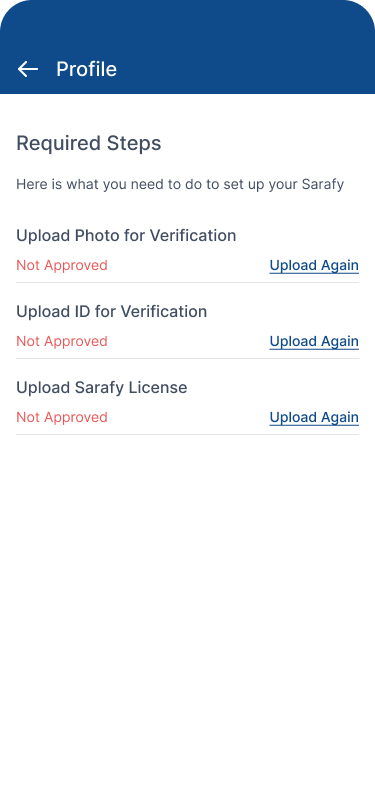 Profile
Required Steps
Here is what you need to do to set up your Sarafy
Upload Photo for Verification
Not Approved Upload Again
Upload ID for Verification
Not Approved Upload Again
Upload Sarafy License
Not Approved Upload Again